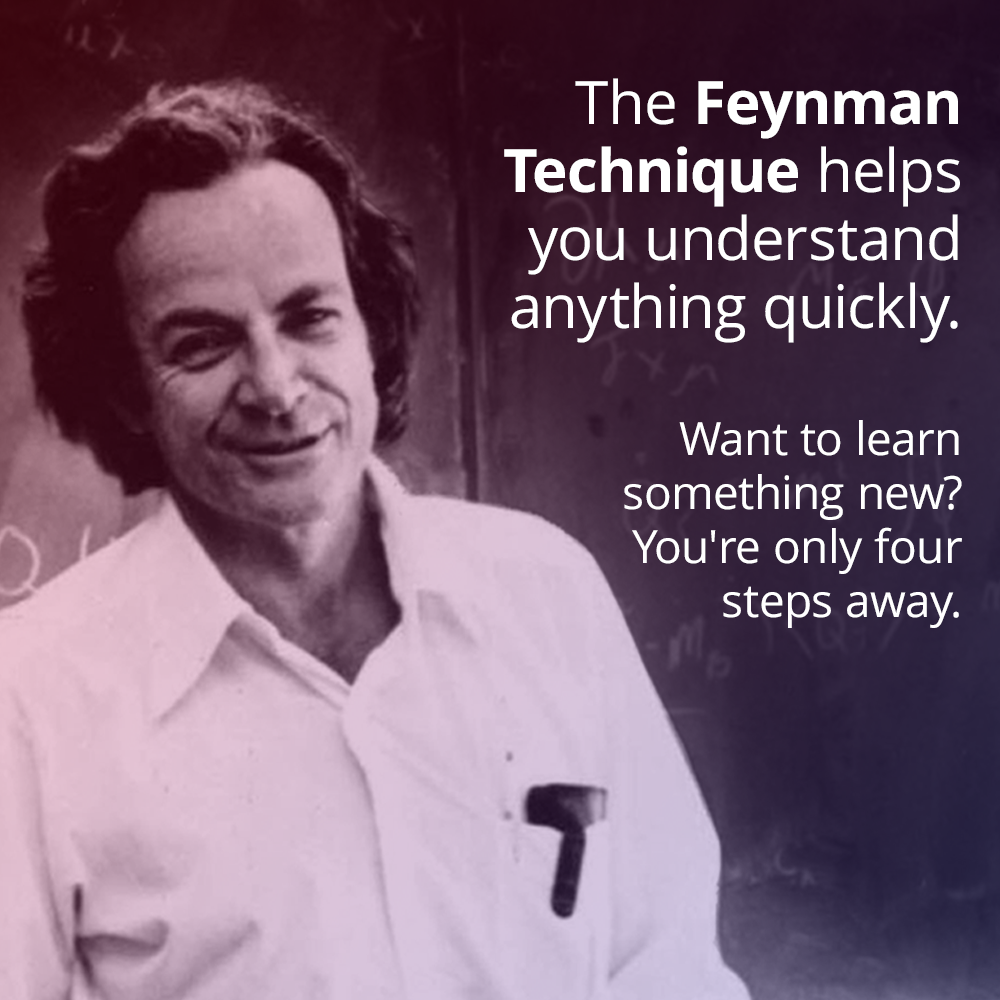 The Feynman
Technique helps
you understand
anything quickly.
Want to learn
something new?
You're only four
steps away.